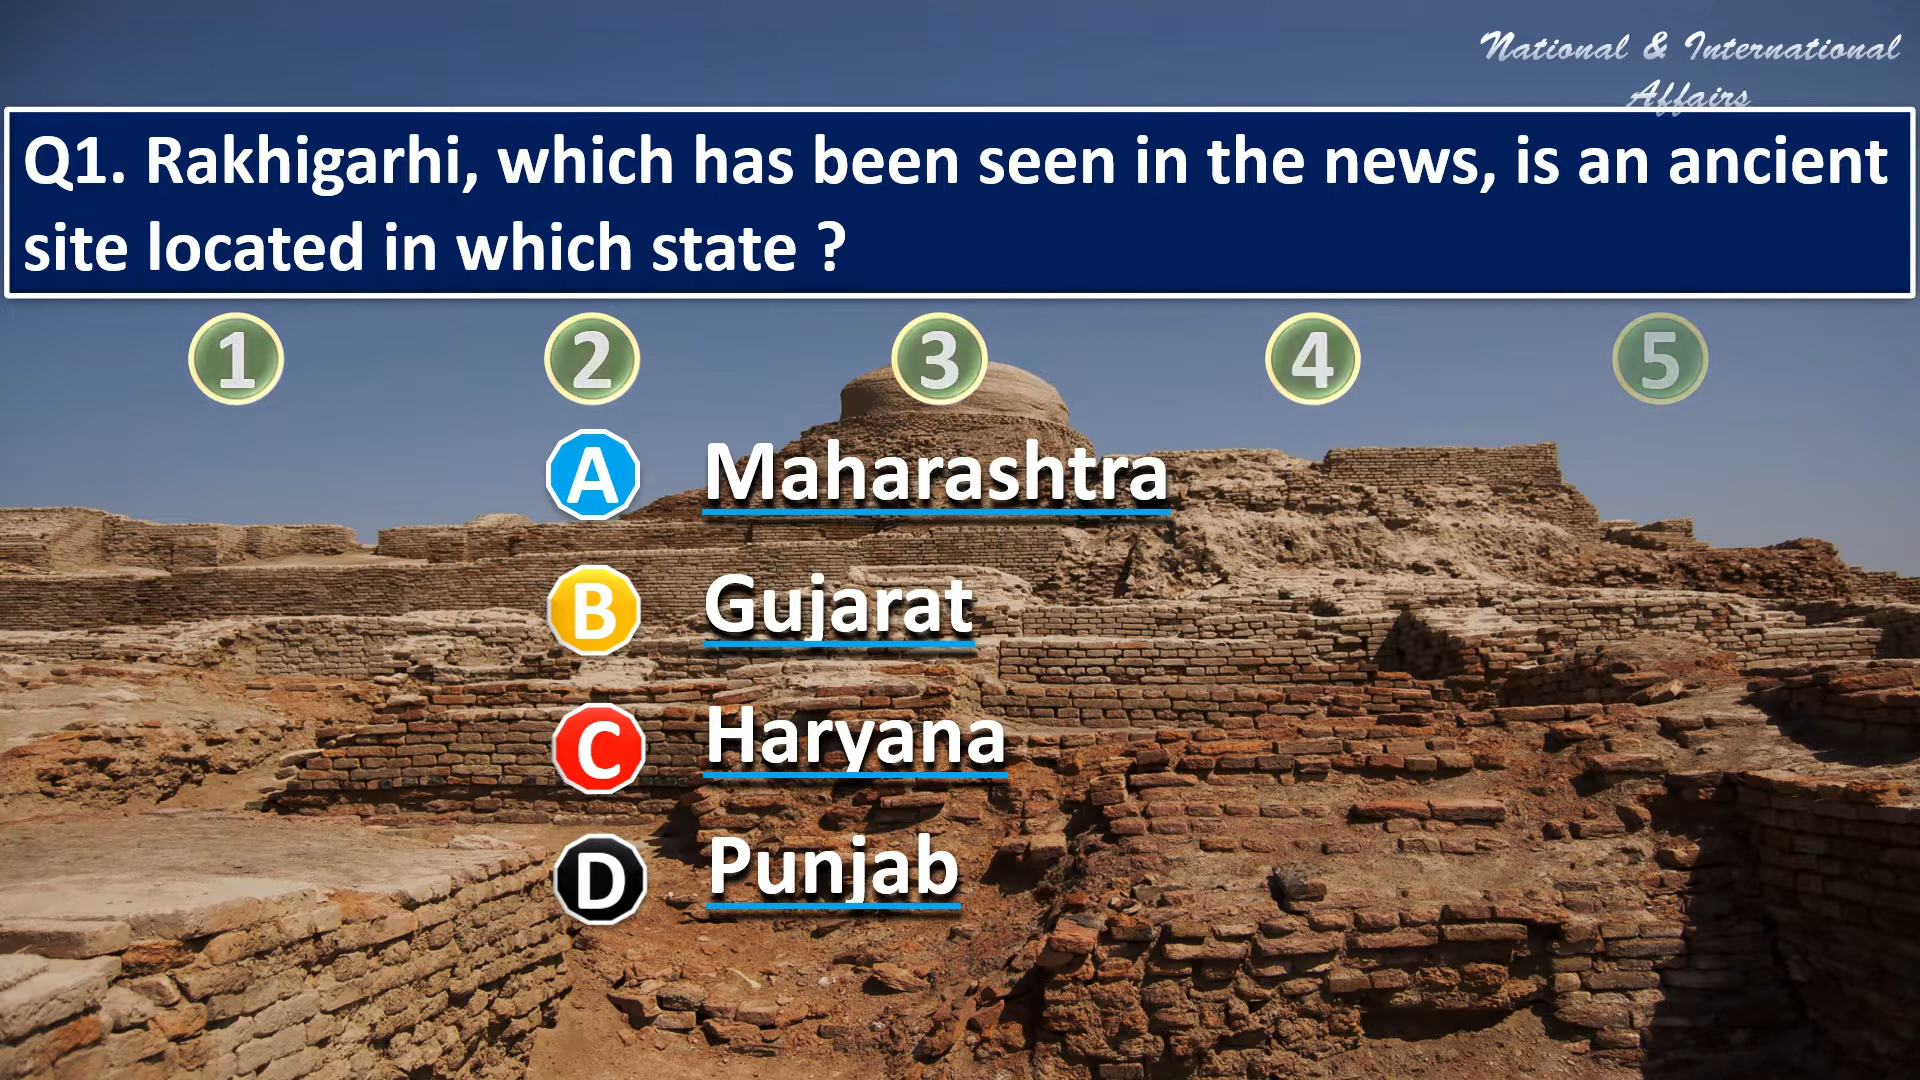 National & International
Affairs
Q1. Rakhigarhi, which has been seen in the news, is an ancient
site located in which state ?
1 2 3 4 5
A Maharashtra
B Gujarat
C Haryana
D Punjab